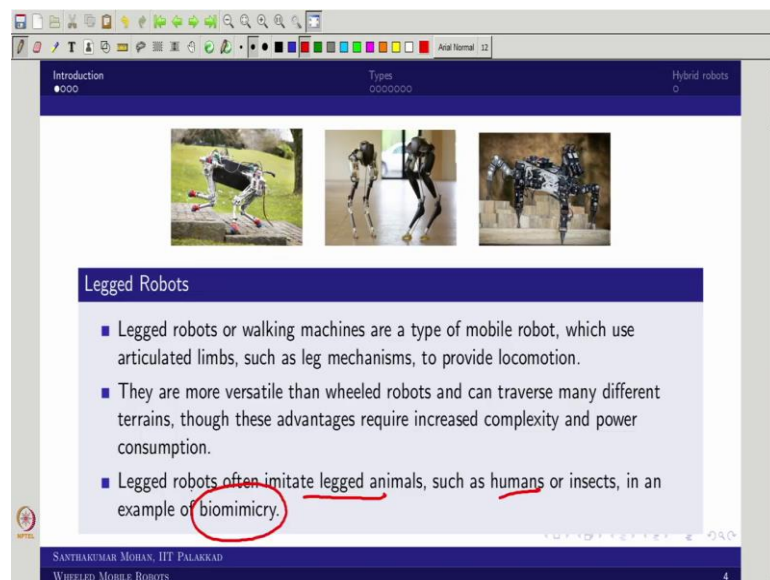 T
Arial Normal 12
Introduction
Types
Hybrid robots
Legged Robots
Legged robots or walking machines are a type of mobile robot, which use
articulated limbs, such as leg mechanisms, to provide locomotion.
They are more versatile than wheeled robots and can traverse many different
terrains, though these advantages require increased complexity and power
consumption.
Legged robots often imitate legged animals, such as humans or insects, in an
example of biomimicry.
NPTEL
SANTHAKUMAR MOHAN, IIT PALAKKAD
WHEELED MOBILE ROBOTS 4